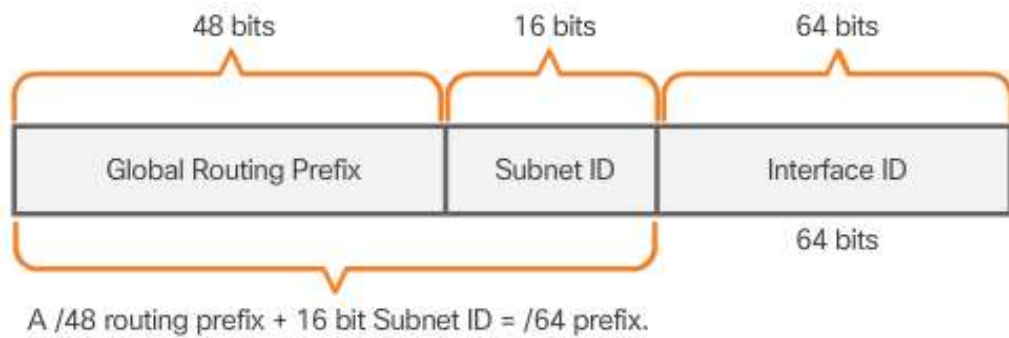 48 bits
16 bits
64 bits
Global Routing Prefix
Subnet ID
Interface ID
64 bits
A /48 routing prefix + 16 bit Subnet ID = /64 prefix.